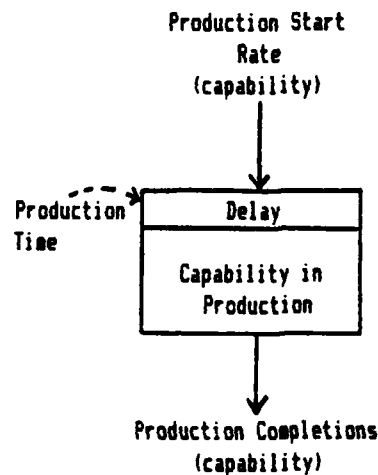 Production Start
Rate
(capability)
Production
Time
Delay
Capability in
Production
Production Completions
(capability)